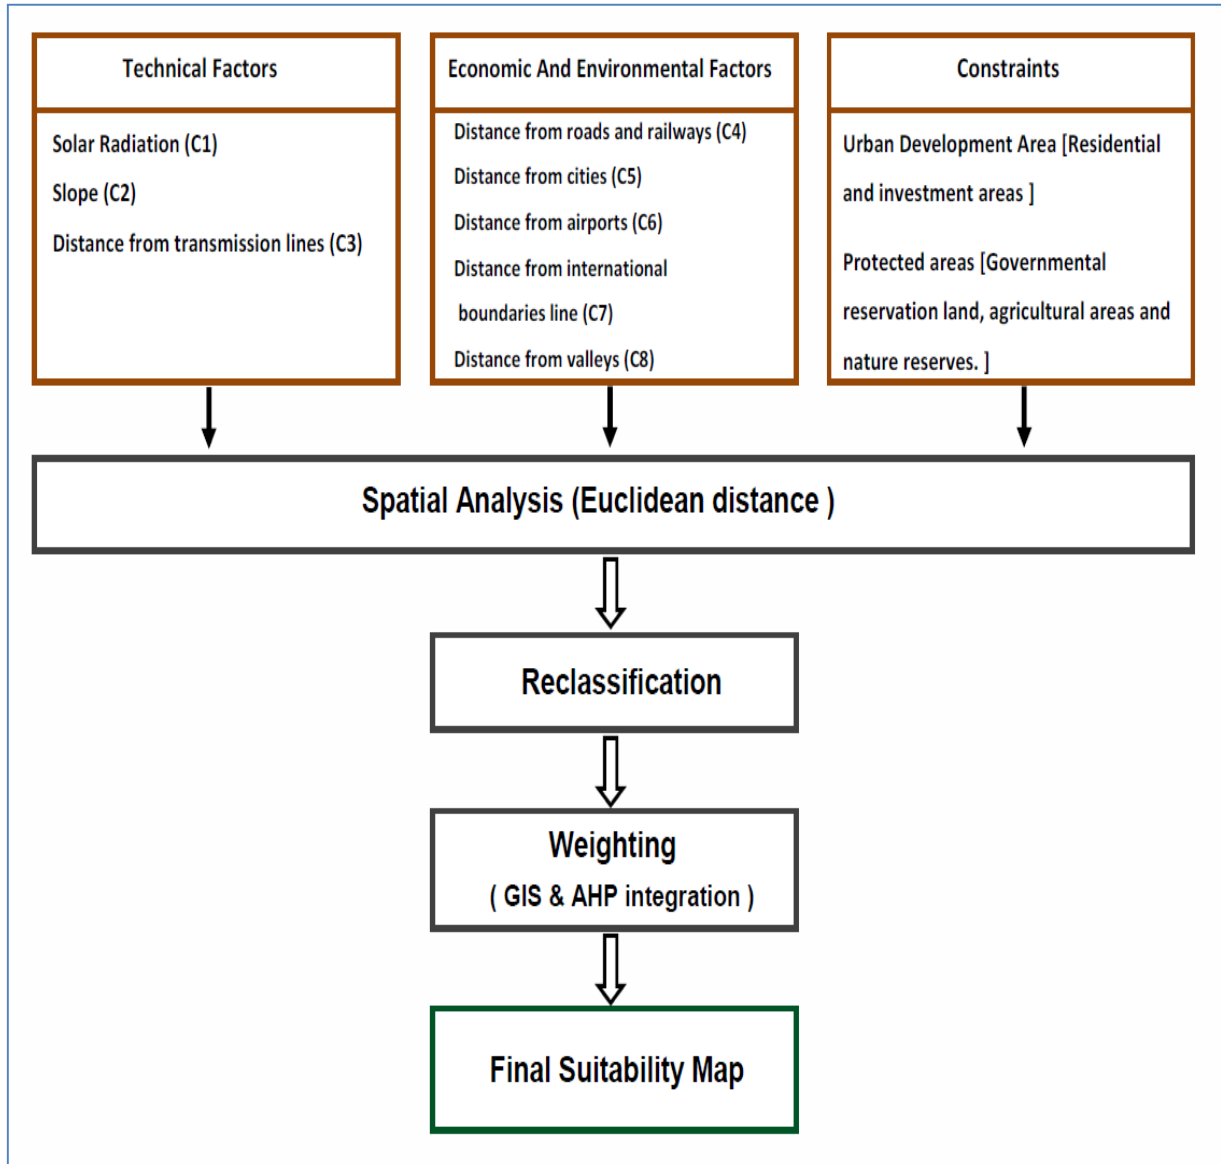 Technical Factors
Solar Radiation (C1)
Slope (C2)
Distance from transmission lines (C3)
Economic And Environmental Factors
Distance from roads and railways (C4)
Distance from cities (C5)
Distance from airports (C6)
Distance from international
boundaries line (C7)
Distance from valleys (C8)
Constraints
Urban Development Area [Residential
and investment areas ]
Protected areas [Governmental
reservation land, agricultural areas and
nature reserves. ]
Spatial Analysis (Euclidean distance )
Reclassification
Weighting
( GIS & AHP integration )
Final Suitability Map